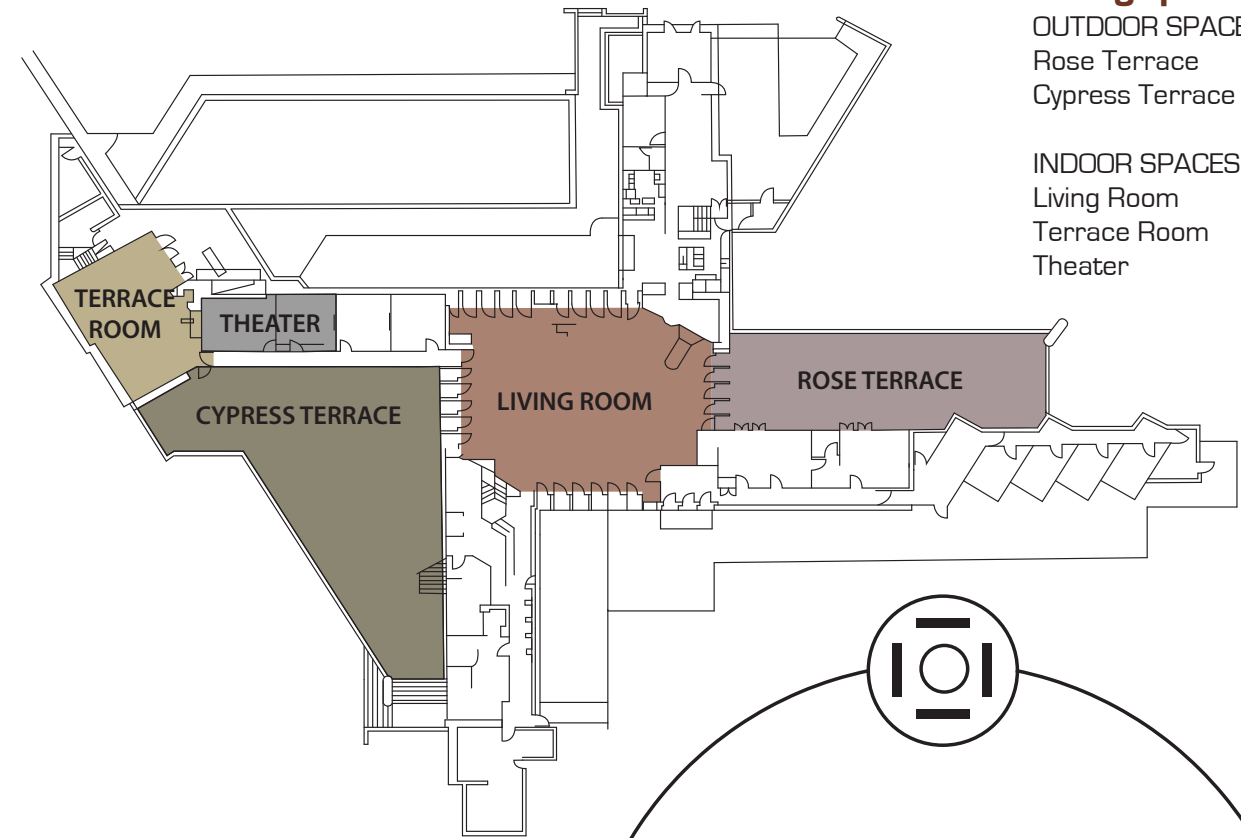 OUTDOOR SPACE
Rose Terrace
Cypress Terrace
INDOOR SPACES
Living Room
Terrace Room
Theater
TERRACE
ROOM
THEATER
CYPRESS TERRACE
LIVING ROOM
ROSE TERRACE